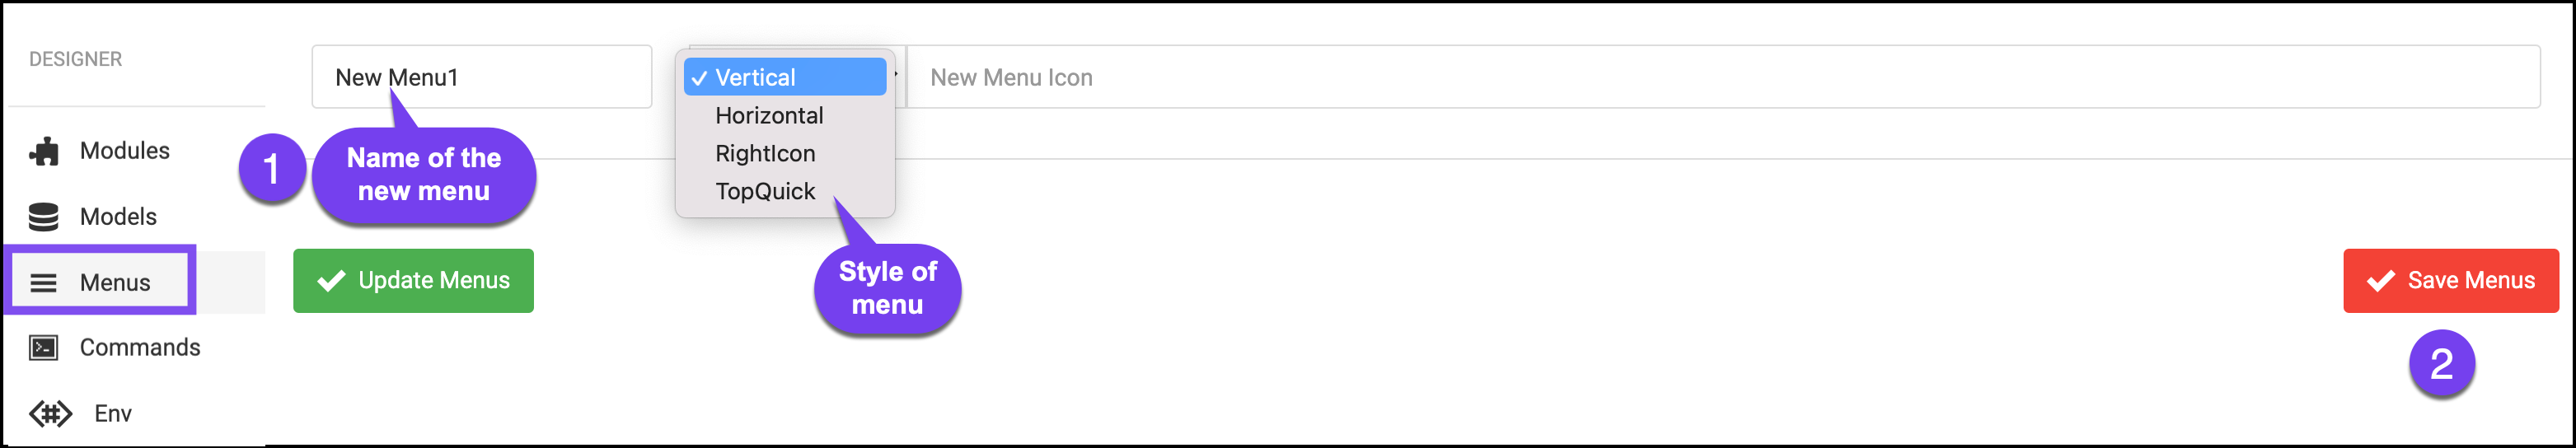 DESIGNER
Modules
Models
Menus
Commands
Env
New Menu1
✓ Vertical
Horizontal
RightIcon
TopQuick
New Menu Icon
1
Name of the
new menu
Style of
menu
Update Menus
Save Menus
2